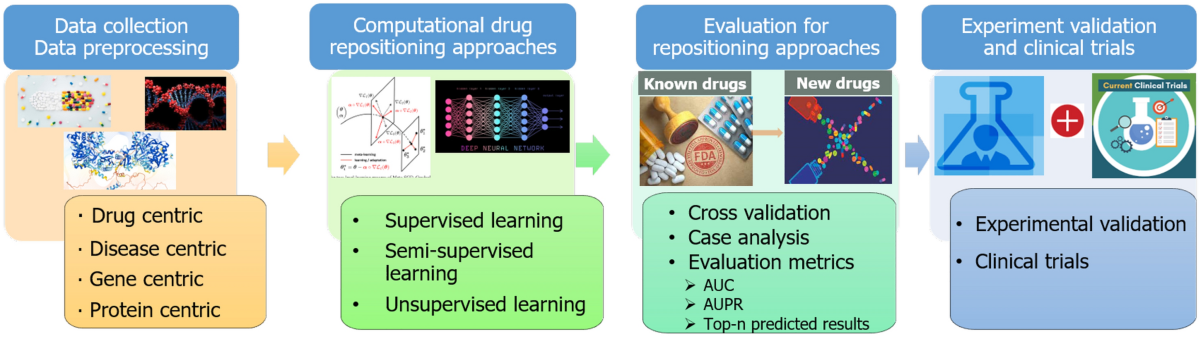 Data collection
Data preprocessing
· Drug centric
· Disease centric
· Gene centric
· Protein centric
Computational drug
repositioning approaches
DEEP NEURAL NETWORK
• Supervised learning
• Semi-supervised
learning
• Unsupervised learning
Evaluation for
repositioning approaches
Known drugs
New drugs
FDA
• Cross validation
• Case analysis
• Evaluation metrics
➤ AUC
➤ AUPR
➤ Top-n predicted results
Experiment validation
and clinical trials
Current Clinical Trials
• Experimental validation
• Clinical trials